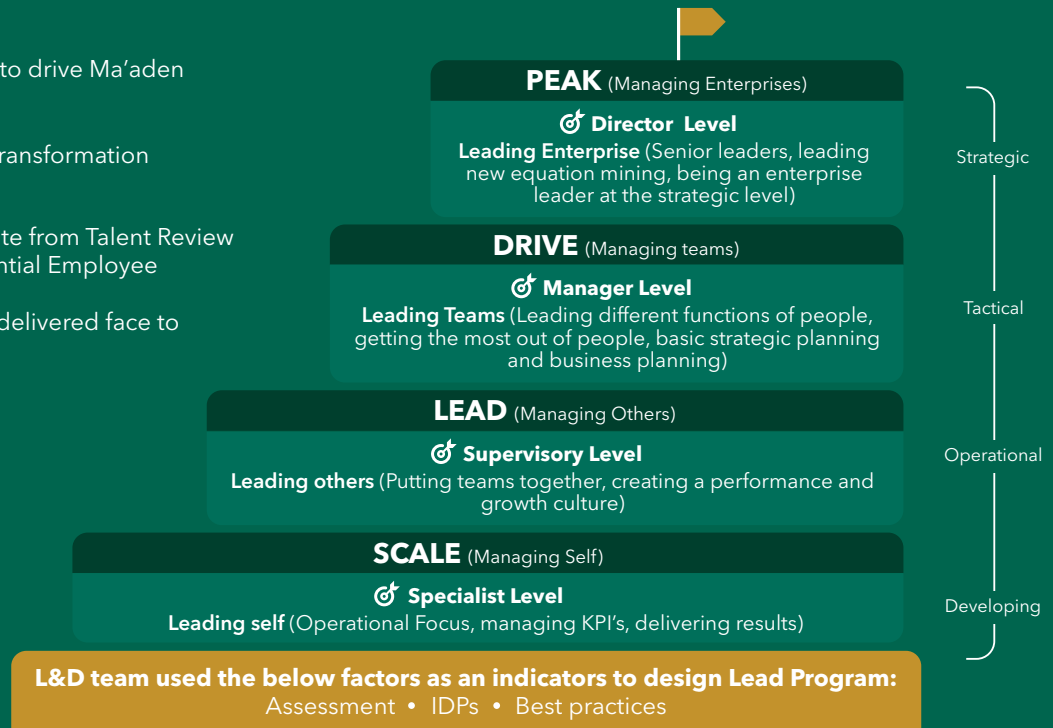 to drive Ma'aden
ransformation
te from Talent Review
ntial Employee
delivered face to
PEAK (Managing Enterprises)
Director Level
Leading Enterprise (Senior leaders, leading
new equation mining, being an enterprise
leader at the strategic level)
DRIVE (Managing teams)
Manager Level
Leading Teams (Leading different functions of people,
getting the most out of people, basic strategic planning
and business planning)
LEAD (Managing Others)
Supervisory Level
Leading others (Putting teams together, creating a performance and
growth culture)
SCALE (Managing Self)
Specialist Level
Leading self (Operational Focus, managing KPI's, delivering results)
Strategic
Tactical
Operational
Developing
L&D team used the below factors as an indicators to design Lead Program:
Assessment • IDPs • Best practices